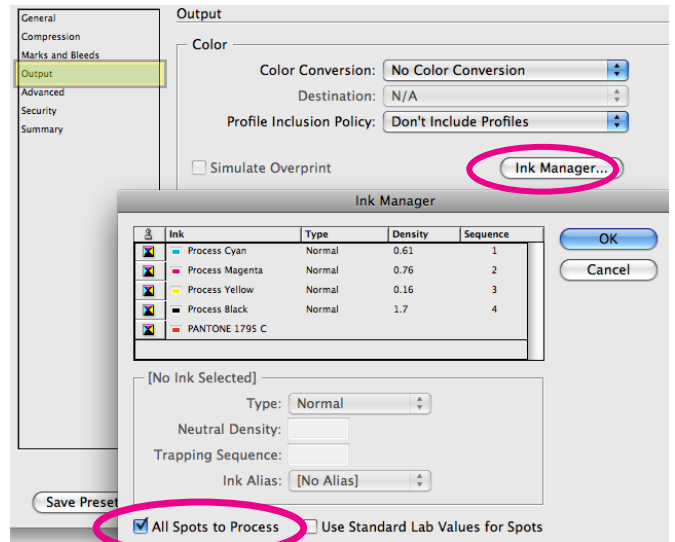 General
Compression
Marks and Bleeds
Output
Advanced
Security
Summary
Output
Color
Color Conversion: No Color Conversion
Destination: N/A
Profile Inclusion Policy: Don't Include Profiles
Simulate Overprint
Ink Manager...
Ink Manager
Ink Type Density Sequence
Process Cyan Normal 0.61 1
Process Magenta Normal 0.76 2
Process Yellow Normal 0.16 3
Process Black Normal 1.7 4
PANTONE 1795 C
OK
Cancel
[No Ink Selected]
Type: Normal
Neutral Density:
Trapping Sequence:
Ink Alias: [No Alias]
Save Preset
All Spots to Process Use Standard Lab Values for Spots